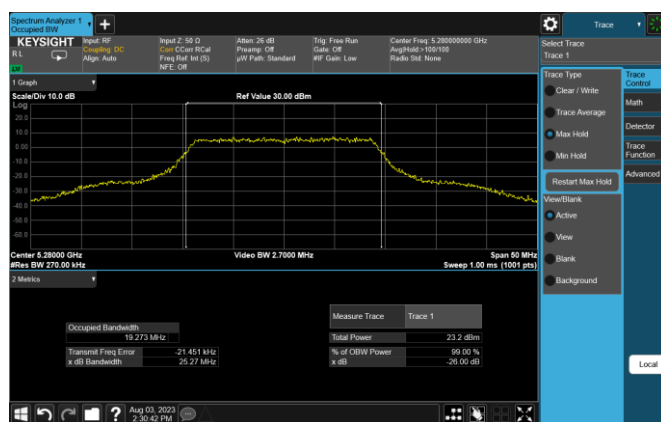 Spectrum Analyzer 1
Occupied BW
Trace
KEYSIGHT
R L
LV
Input: RF
Coupling: DC
Align: Auto
Input Z: 50 Ω
Corr CCorr RCal
Freq Ref: Int (S)
NFE: Off
Atten: 26 dB
Preamp: Off
µW Path: Standard
Trig: Free Run
Gate: Off
#IF Gain: Low
Center Freq: 5.280000000 GHz
Avg|Hold:>100/100
Radio Std: None
Select Trace
Trace 1
1 Graph
Scale/Div 10.0 dB
Ref Value 30.00 dBm
Log
20.0
10.0
0.00
-10.0
-20.0
-30.0
-40.0
-50.0
-60.0
Center 5.28000 GHz
#Res BW 270.00 kHz
Video BW 2.7000 MHz
Span 50 MHz
Sweep 1.00 ms (1001 pts)
2 Metrics
Measure Trace
Trace 1
Occupied Bandwidth
19.273 MHz
Total Power
23.2 dBm
Transmit Freq Error
-21.451 kHz
% of OBW Power
99.00 %
x dB Bandwidth
25.27 MHz
x dB
-26.00 dB
Trace Type
Clear / Write
Trace Average
Max Hold
Min Hold
Restart Max Hold
View/Blank
Active
View
Blank
Background
Trace
Control
Math
Detector
Trace
Function
Advanced
Local
Aug 03, 2023
2:30:42 PM